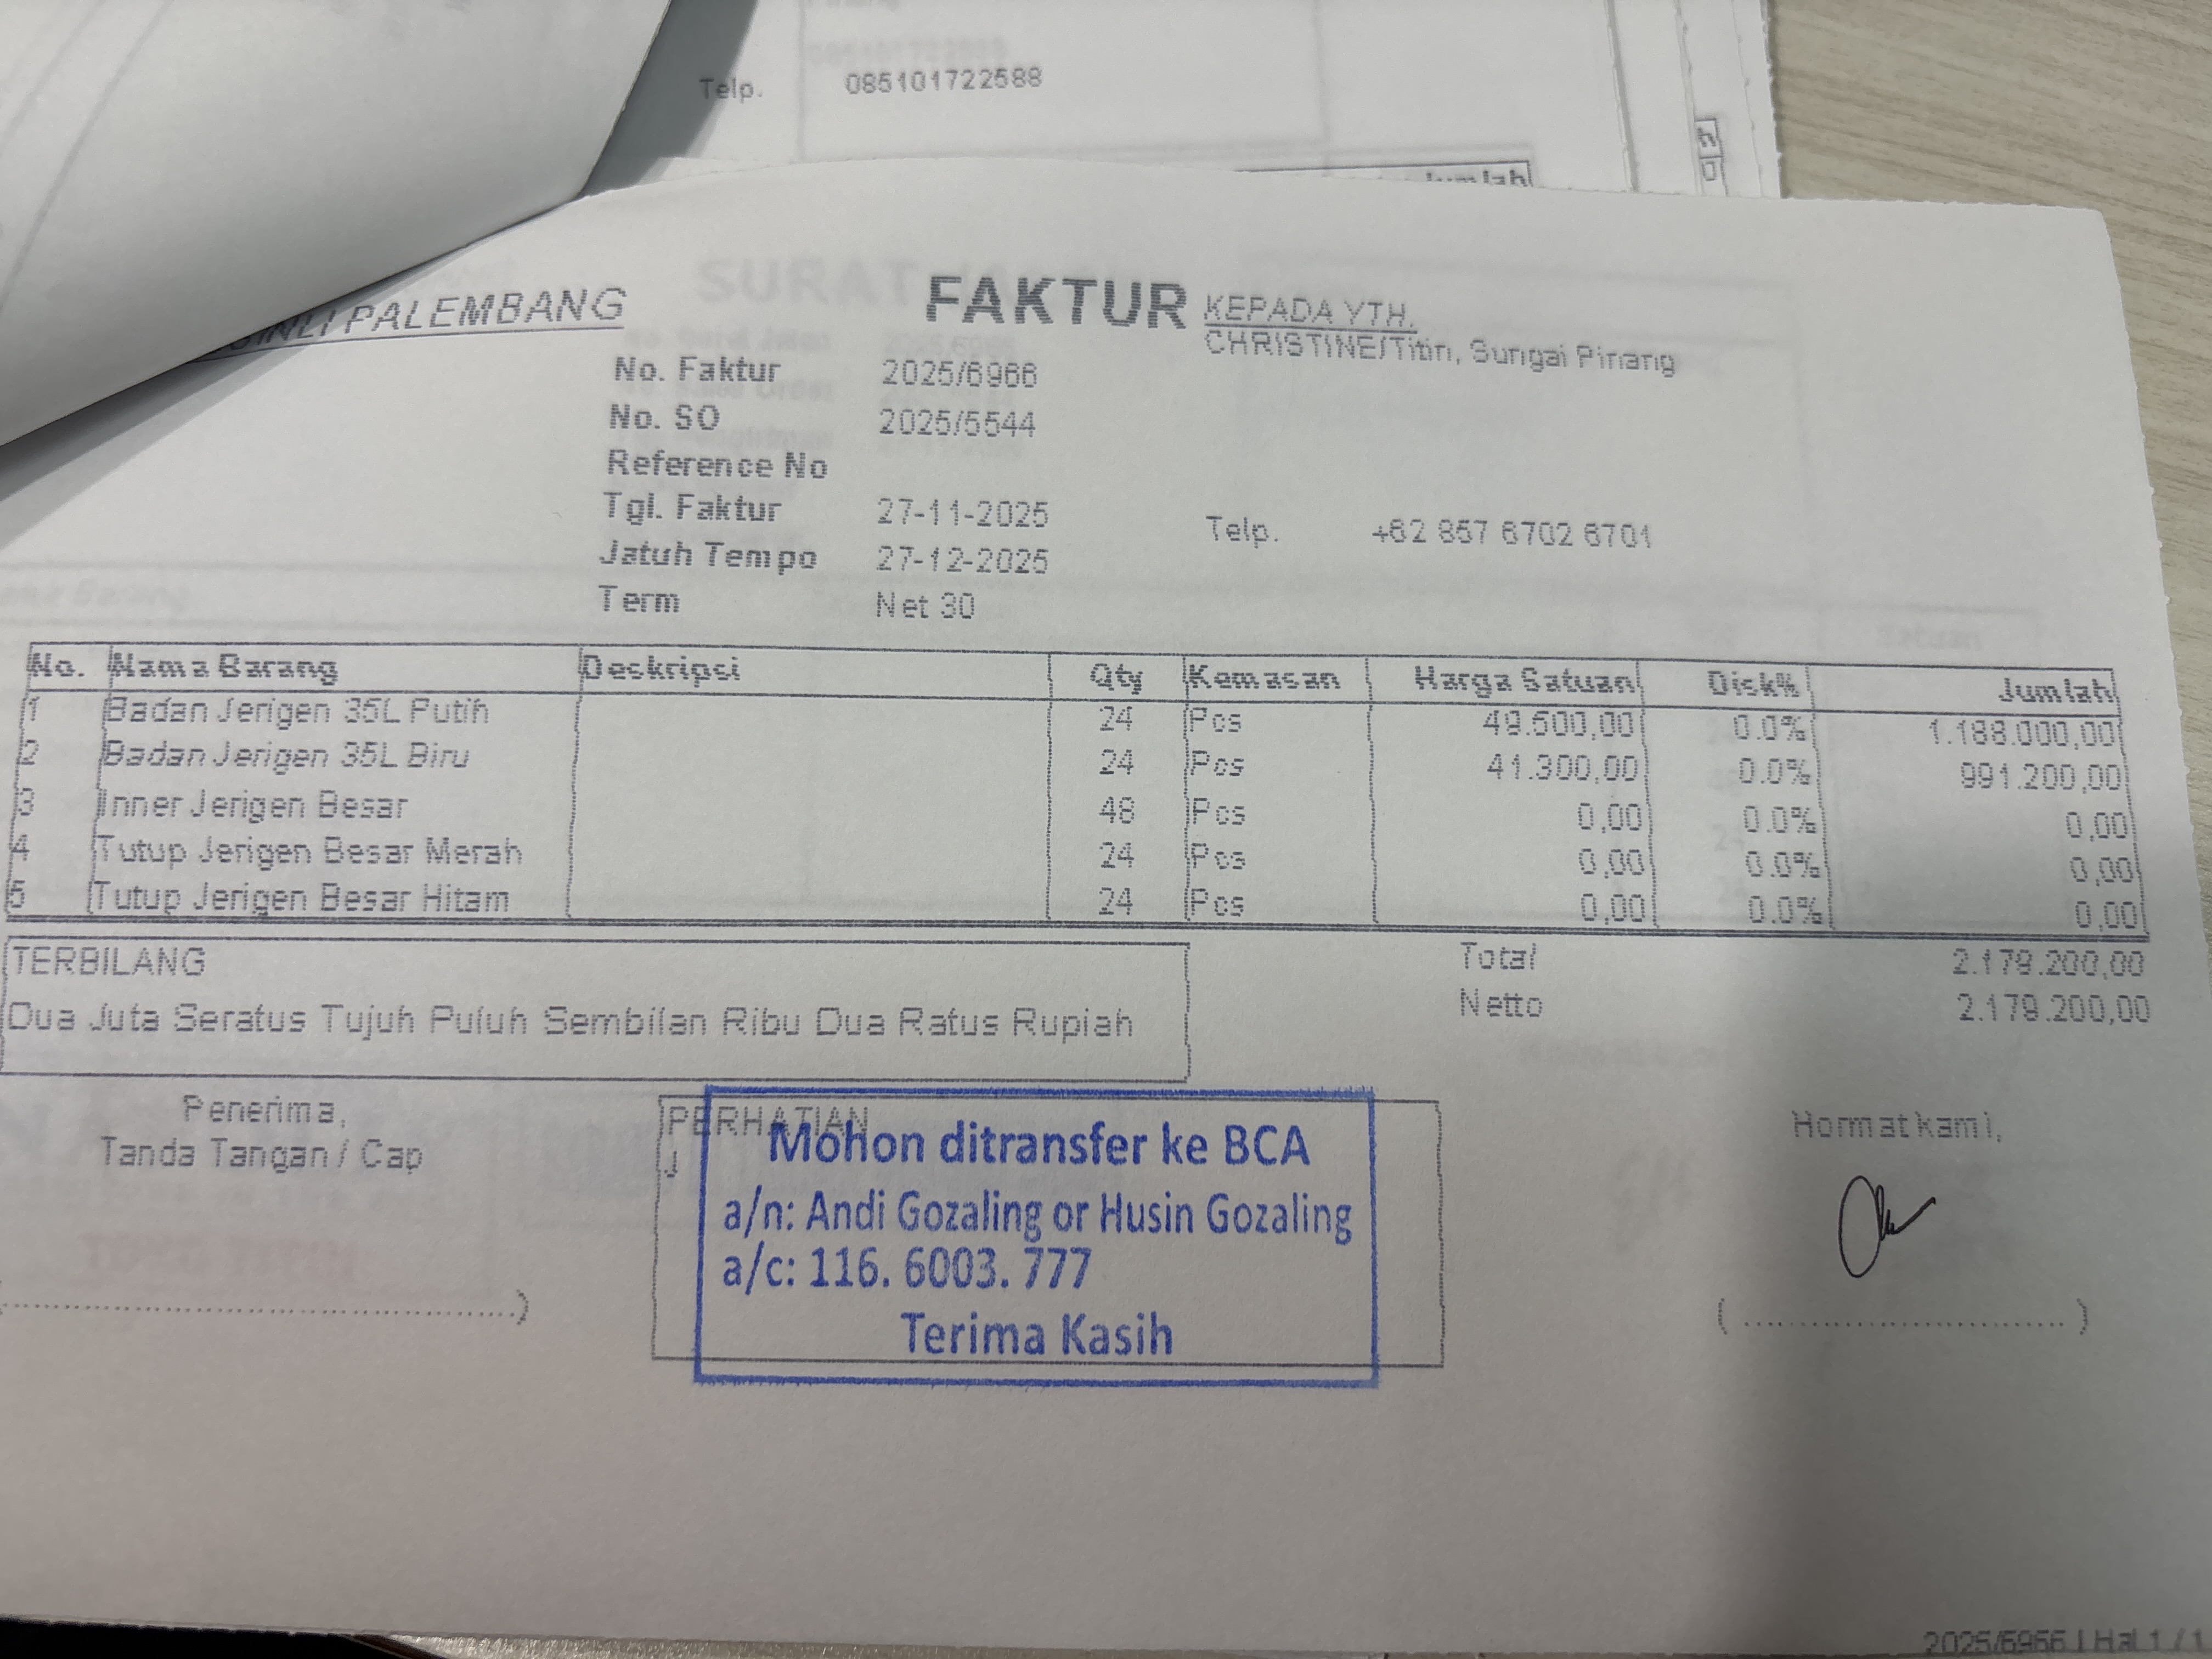 Telp. 085101722588
Jumlah
PALEMBANG
FAKTUR
KEPADA YTH.
CHRISTINE/Titin, Sungai Pinang
No. Faktur 2025/6966
No. SO 2025/5544
Reference No
Tgl. Faktur 27-11-2025
Telp. +62 857 6702 6701
Jatuh Tempo 27-12-2025
Term Net 30
No. Nama Barang Deskripsi Qty Kemasan Harga Satuan Disk% Jumlah
1 Badan Jerigen 35L Putih 24 Pcs 49.500,00 0.0% 1.188.000,00
2 Badan Jerigen 35L Biru 24 Pcs 41.300,00 0.0% 991.200,00
3 Inner Jerigen Besar 48 Pcs 0,00 0.0% 0,00
4 Tutup Jerigen Besar Merah 24 Pcs 0,00 0.0% 0,00
5 Tutup Jerigen Besar Hitam 24 Pcs 0,00 0.0% 0,00
TERBILANG
Dua Juta Seratus Tujuh Puluh Sembilan Ribu Dua Ratus Rupiah
Total 2.179.200,00
Netto 2.179.200,00
Penerima,
Tanda Tangan / Cap
PERHATIAN
Mohon ditransfer ke BCA
a/n: Andi Gozaling or Husin Gozaling
a/c: 116. 6003. 777
Terima Kasih
Hormat kami,
2025/6966 | Hal 1 / 1